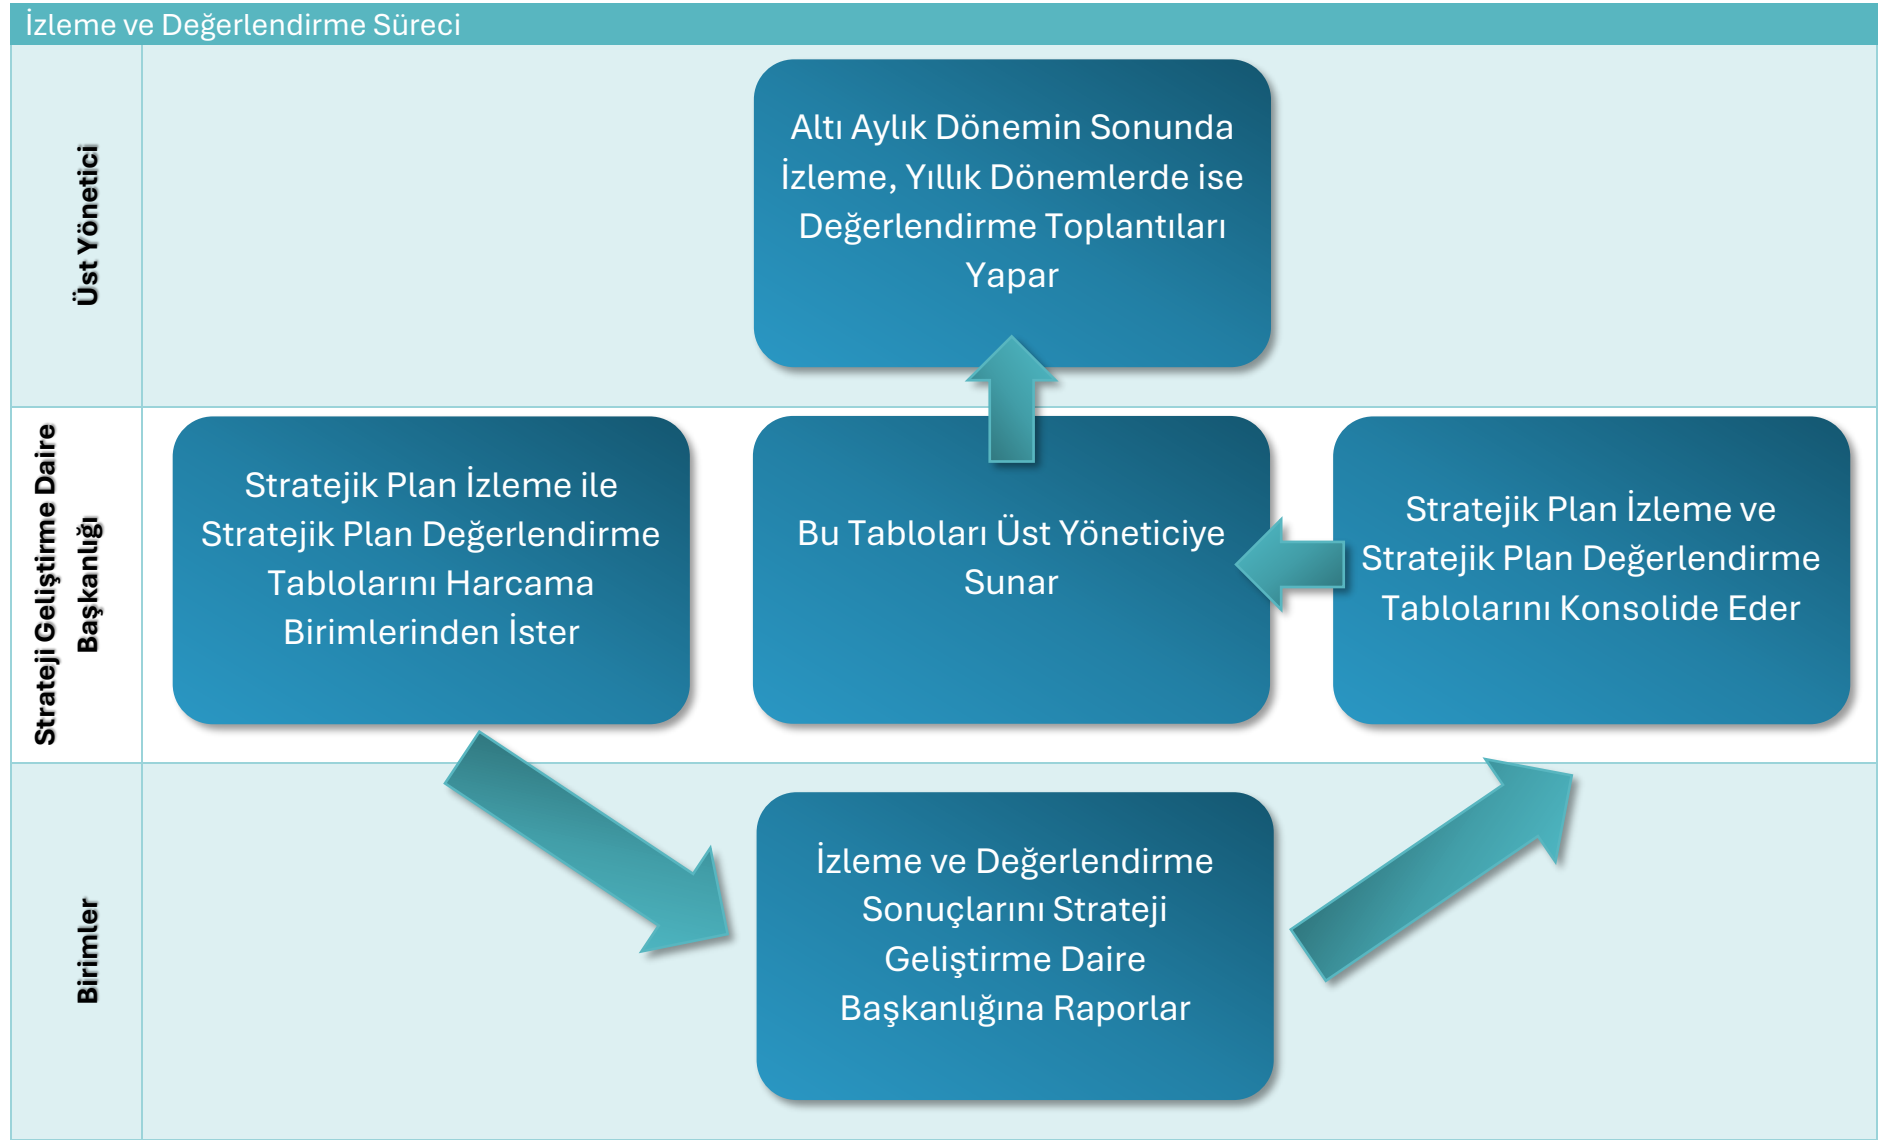 İzleme ve Değerlendirme Süreci
Üst Yönetici
Altı Aylık Dönemin Sonunda
İzleme, Yıllık Dönemlerde ise
Değerlendirme Toplantıları
Yapar
Strateji Geliştirme Daire
Başkanlığı
Stratejik Plan İzleme ile
Stratejik Plan Değerlendirme
Tablolarını Harcama
Birimlerinden İster
Bu Tabloları Üst Yöneticiye
Sunar
Stratejik Plan İzleme ve
Stratejik Plan Değerlendirme
Tablolarını Konsolide Eder
Birimler
İzleme ve Değerlendirme
Sonuçlarını Strateji
Geliştirme Daire
Başkanlığına Raporlar